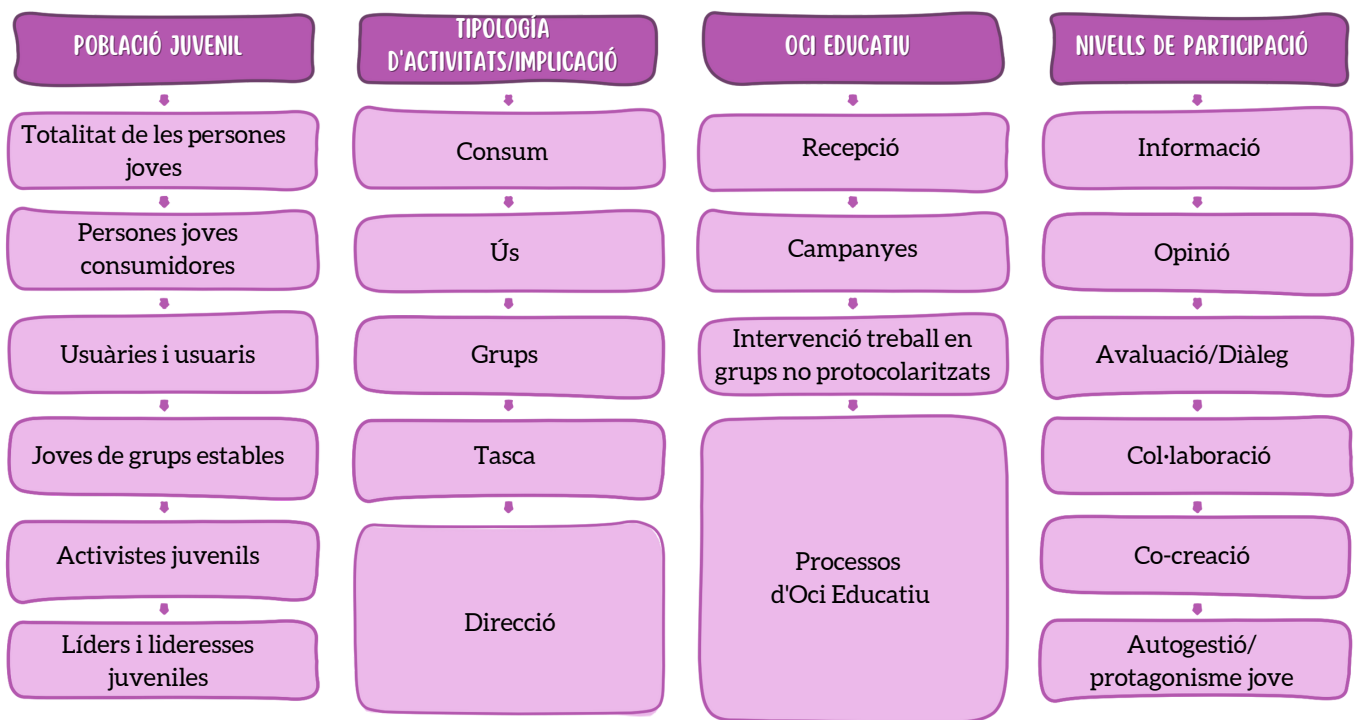 POBLACIÓ JUVENIL
Totalitat de les persones
joves
Persones joves
consumidores
Usuàries i usuaris
Joves de grups estables
Activistes juvenils
Líders i lideresses
juveniles
TIPOLOGÍA
D'ACTIVITATS/IMPLICACIÓ
Consum
Ús
Grups
Tasca
Direcció
OCI EDUCATIU
Recepció
Campanyes
Intervenció treball en
grups no protocolaritzats
Processos
d'Oci Educatiu
NIVELLS DE PARTICIPACIÓ
Informació
Opinió
Avaluació/Diàleg
Col·laboració
Co-creació
Autogestió/
protagonisme jove